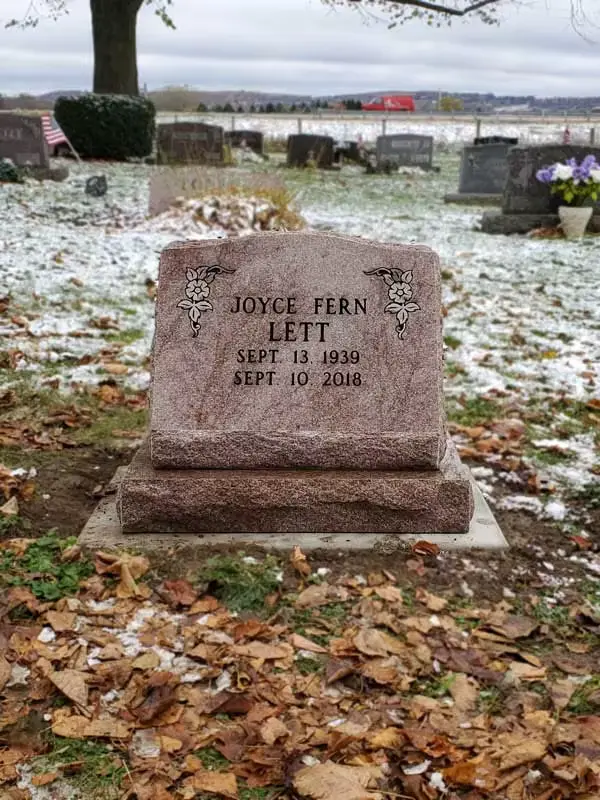 JOYCE FERN
LETT
SEPT. 13. 1939
SEPT. 10. 2018